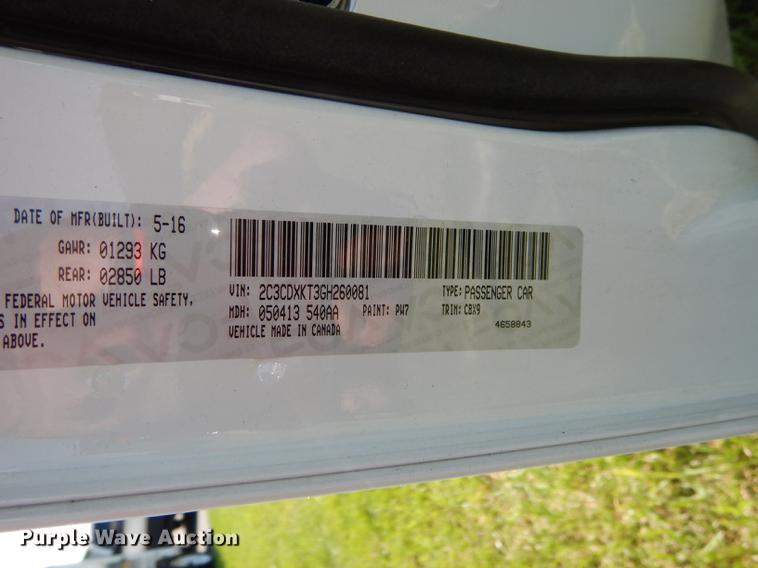 DATE OF MFR(BUILT): 5-16
GAWR: 01293 KG
REAR: 02850 LB
FEDERAL MOTOR VEHICLE SAFETY,
S IN EFFECT ON
ABOVE.
VIN: 2C3CDXKT3GH260081 TYPE: PASSENGER CAR
MDH: 050413 540AA PAINT: PW7 TRIM: C8X9
VEHICLE MADE IN CANADA 4658843
Purple Wave Auction